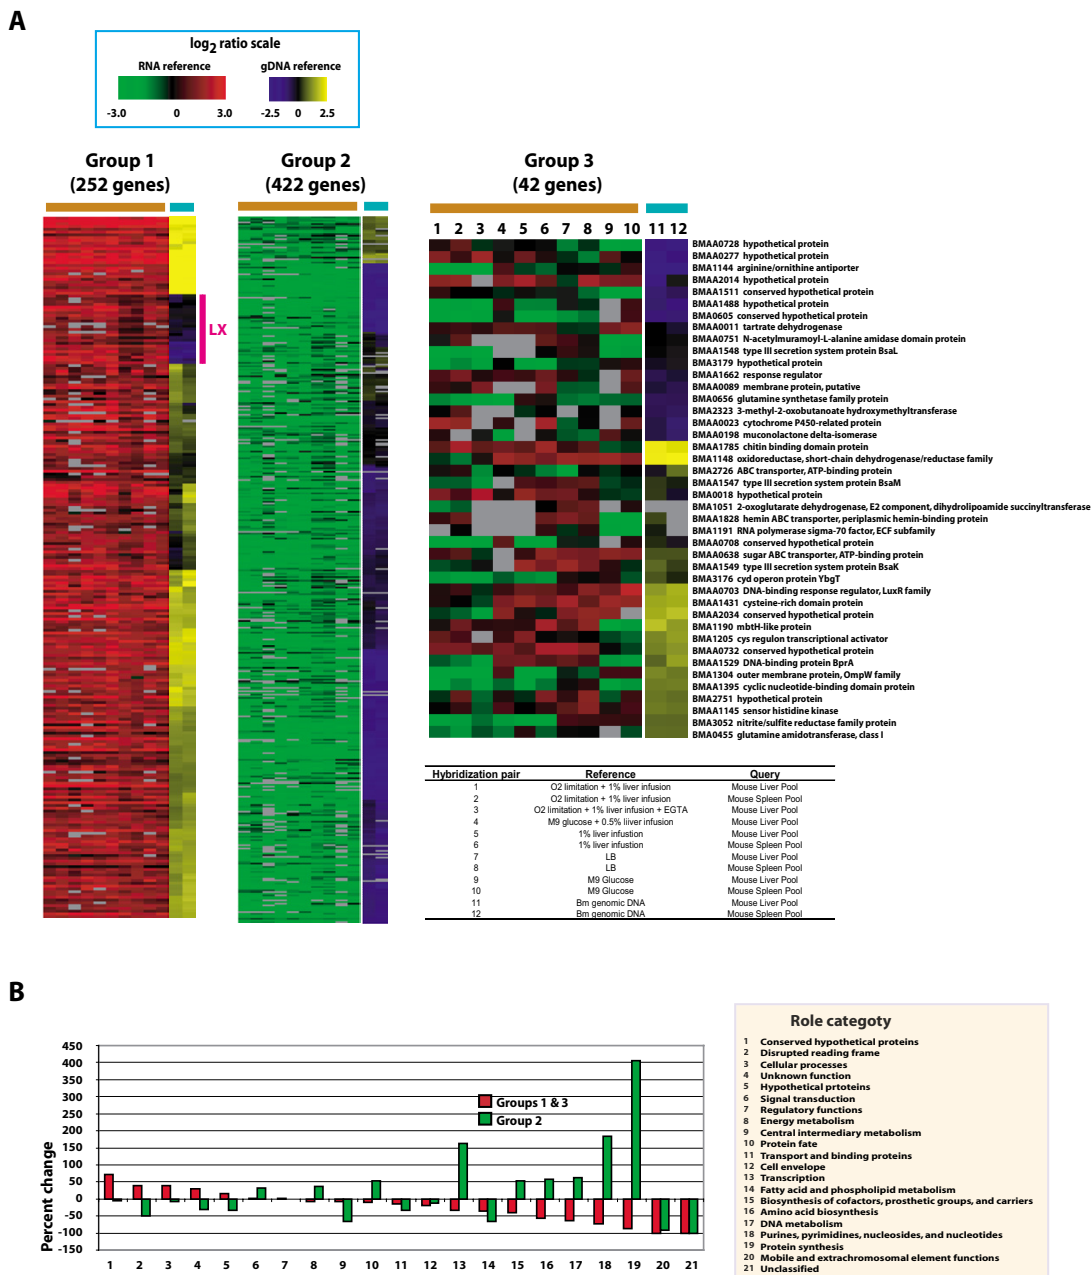 A
log2 ratio scale
RNA reference
gDNA reference
-3.0 0 3.0
-2.5 0 2.5
Group 1
(252 genes)
Group 2
(422 genes)
Group 3
(42 genes)
1 2 3 4 5 6 7 8 9 10 11 12
LX
BMAA0728 hypothetical protein
BMAA0277 hypothetical protein
BMA1144 arginine/ornithine antiporter
BMAA2014 hypothetical protein
BMAA1511 conserved hypothetical protein
BMAA1488 hypothetical protein
BMA0605 conserved hypothetical protein
BMAA0011 tartrate dehydrogenase
BMAA0751 N-acetylmuramoyl-L-alanine amidase domain protein
BMAA1548 type III secretion system protein BsaL
BMA3179 hypothetical protein
BMAA1662 response regulator
BMAA0089 membrane protein, putative
BMA0656 glutamine synthetase family protein
BMA2323 3-methyl-2-oxobutanoate hydroxymethyltransferase
BMAA0023 cytochrome P450-related protein
BMAA0198 muconolactone delta-isomerase
BMAA1785 chitin binding domain protein
BMA1148 oxidoreductase, short-chain dehydrogenase/reductase family
BMA2726 ABC transporter, ATP-binding protein
BMAA1547 type III secretion system protein BsaM
BMA0018 hypothetical protein
BMA1051 2-oxoglutarate dehydrogenase, E2 component, dihydrolipoamide succinyltransferase
BMAA1828 hemin ABC transporter, periplasmic hemin-binding protein
BMA1191 RNA polymerase sigma-70 factor, ECF subfamily
BMAA0708 conserved hypothetical protein
BMAA0638 sugar ABC transporter, ATP-binding protein
BMAA1549 type III secretion system protein BsaK
BMA3176 cyd operon protein YbgT
BMAA0703 DNA-binding response regulator, LuxR family
BMAA1431 cysteine-rich domain protein
BMAA2034 conserved hypothetical protein
BMA1190 mbtH-like protein
BMA1205 cys regulon transcriptional activator
BMAA0732 conserved hypothetical protein
BMAA1529 DNA-binding protein BprA
BMA1304 outer membrane protein, OmpW family
BMAA1395 cyclic nucleotide-binding domain protein
BMA2751 hypothetical protein
BMAA1145 sensor histidine kinase
BMA3052 nitrite/sulfite reductase family protein
BMA0455 glutamine amidotransferase, class I
Hybridization pair Reference Query
1 O2 limitation + 1% liver infusion Mouse Liver Pool
2 O2 limitation + 1% liver infusion Mouse Spleen Pool
3 O2 limitation + 1% liver infusion + EGTA Mouse Liver Pool
4 M9 glucose + 0.5% liiver infusion Mouse Liver Pool
5 1% liver infustion Mouse Liver Pool
6 1% liver infustion Mouse Spleen Pool
7 LB Mouse Liver Pool
8 LB Mouse Spleen Pool
9 M9 Glucose Mouse Liver Pool
10 M9 Glucose Mouse Spleen Pool
11 Bm genomic DNA Mouse Liver Pool
12 Bm genomic DNA Mouse Spleen Pool
B
Percent change
450
400
350
300
250
200
150
100
50
0
-50
-100
-150
Groups 1 & 3
Group 2
1 2 3 4 5 6 7 8 9 10 11 12 13 14 15 16 17 18 19 20 21
Role categoty
1 Conserved hypothetical proteins
2 Disrupted reading frame
3 Cellular processes
4 Unknown function
5 Hypothetical prtoteins
6 Signal transduction
7 Regulatory functions
8 Energy metabolism
9 Central intermediary metabolism
10 Protein fate
11 Transport and binding proteins
12 Cell envelope
13 Transcription
14 Fatty acid and phospholipid metabolism
15 Biosynthesis of cofactors, prosthetic groups, and carriers
16 Amino acid biosynthesis
17 DNA metabolism
18 Purines, pyrimidines, nucleosides, and nucleotides
19 Protein synthesis
20 Mobile and extrachromosomal element functions
21 Unclassified